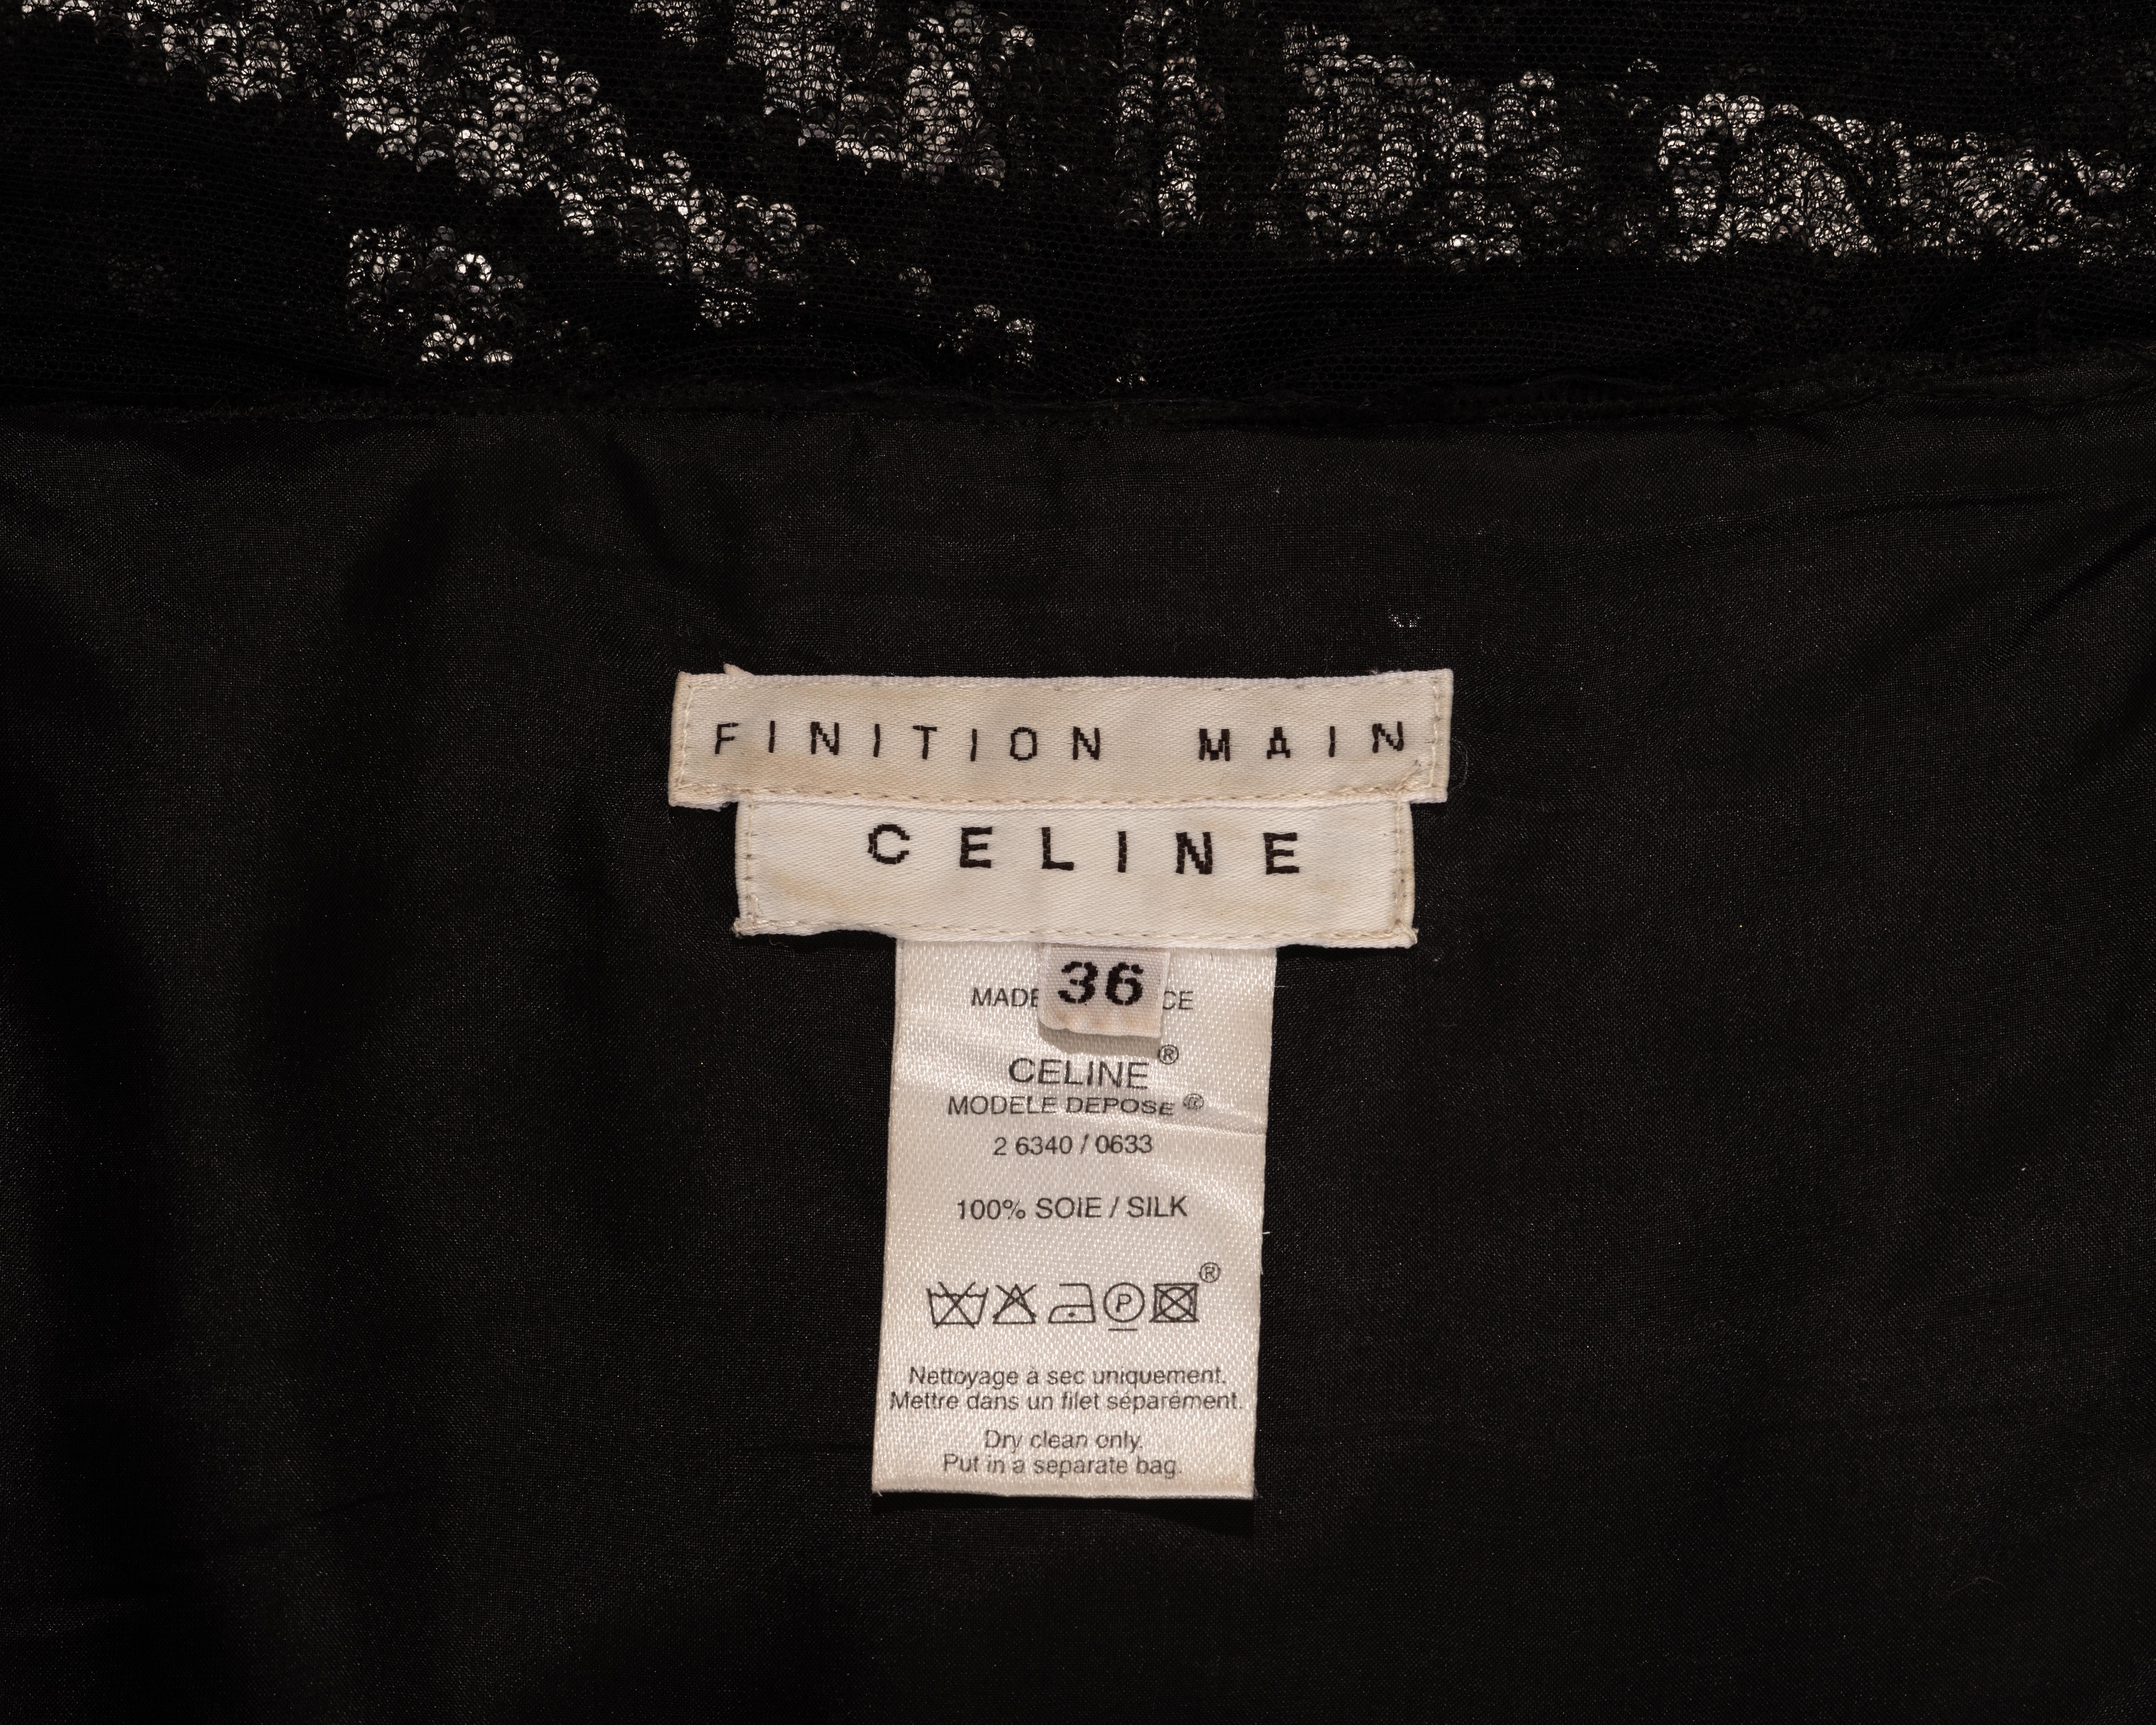 FINITION MAIN
CELINE
36
MADE CE
CELINE®
MODELE DEPOSE ©
2 6340 / 0633
100% SOIE / SILK
P ®
Nettoyage à sec uniquement.
Mettre dans un filet séparément.
Dry clean only.
Put in a separate bag.